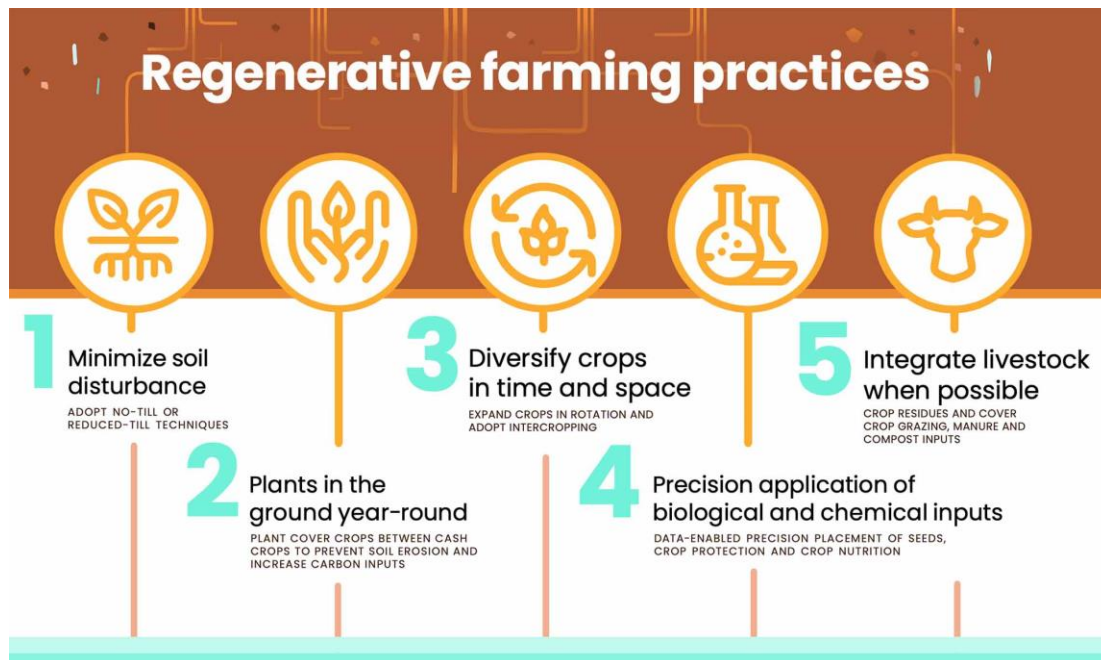 Regenerative farming practices
1
Minimize soil
disturbance
ADOPT NO-TILL OR
REDUCED-TILL TECHNIQUES
2
Plants in the
ground year-round
PLANT COVER CROPS BETWEEN CASH
CROPS TO PREVENT SOIL EROSION AND
INCREASE CARBON INPUTS
3
Diversify crops
in time and space
EXPAND CROPS IN ROTATION AND
ADOPT INTERCROPPING
4
Precision application of
biological and chemical inputs
DATA-ENABLED PRECISION PLACEMENT OF SEEDS,
CROP PROTECTION AND CROP NUTRITION
5
Integrate livestock
when possible
CROP RESIDUES AND COVER
CROP GRAZING, MANURE AND
COMPOST INPUTS